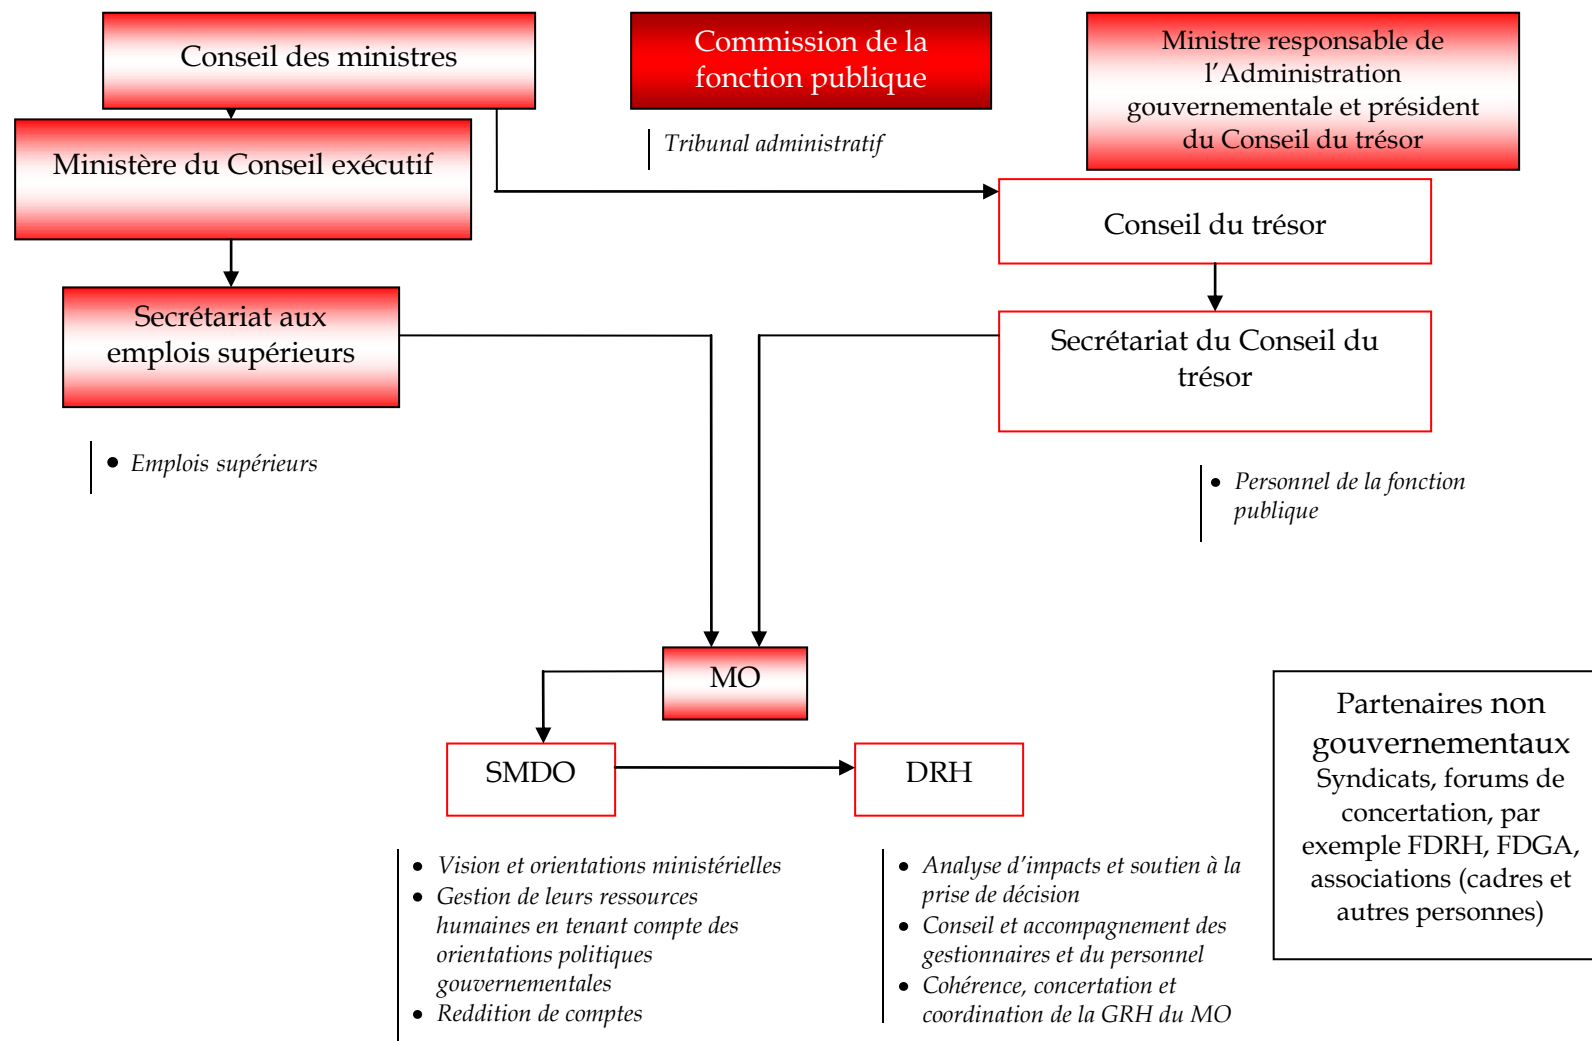 Conseil des ministres
Commission de la
fonction publique
Tribunal administratif
Ministre responsable de
l’Administration
gouvernementale et président
du Conseil du trésor
Ministère du Conseil exécutif
Conseil du trésor
Secrétariat aux
emplois supérieurs
Secrétariat du Conseil du
trésor
• Emplois supérieurs
• Personnel de la fonction
publique
MO
SMDO
DRH
• Vision et orientations ministérielles
• Gestion de leurs ressources
humaines en tenant compte des
orientations politiques
gouvernementales
• Reddition de comptes
• Analyse d’impacts et soutien à la
prise de décision
• Conseil et accompagnement des
gestionnaires et du personnel
• Cohérence, concertation et
coordination de la GRH du MO
Partenaires non
gouvernementaux
Syndicats, forums de
concertation, par
exemple FDRH, FDGA,
associations (cadres et
autres personnes)